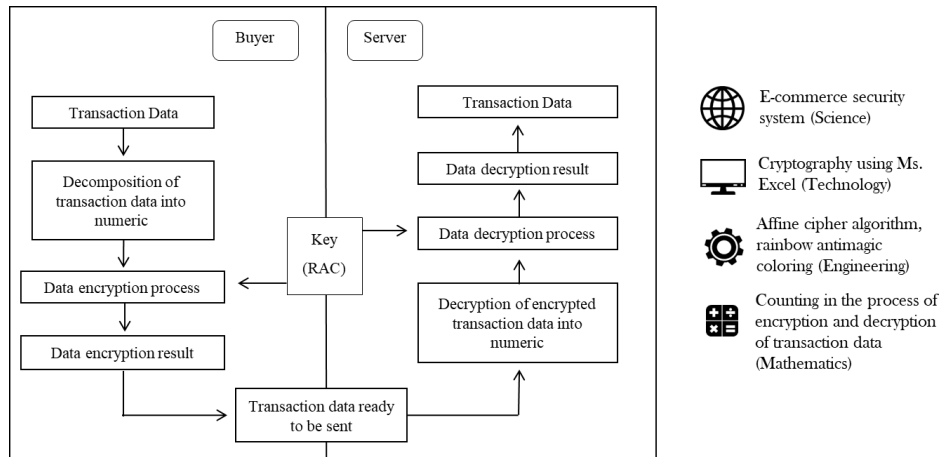 Buyer
Server
Transaction Data
Decomposition of
transaction data into
numeric
Data encryption process
Data encryption result
Key
(RAC)
Transaction data ready
to be sent
Transaction Data
Data decryption result
Data decryption process
Decryption of encrypted
transaction data into
numeric
E-commerce security
system (Science)
Cryptography using Ms.
Excel (Technology)
Affine cipher algorithm,
rainbow antimagic
coloring (Engineering)
Counting in the process of
encryption and decryption
of transaction data
(Mathematics)